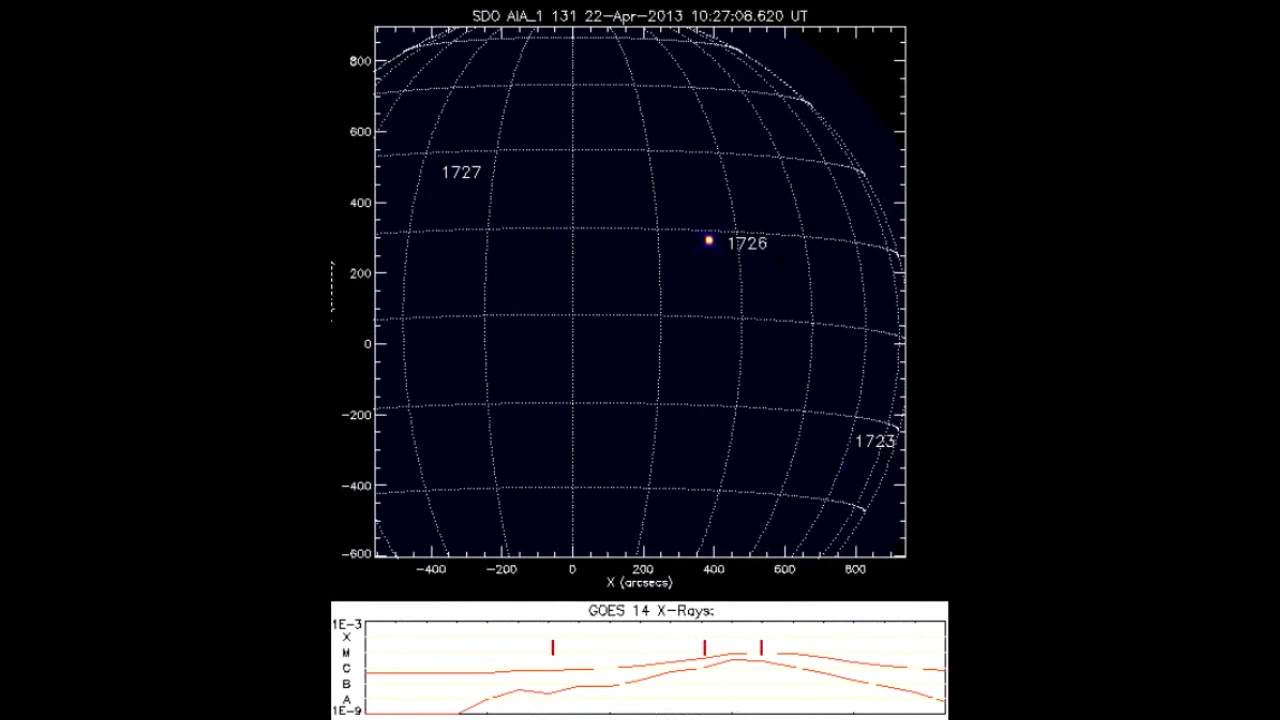 SDO AIA_1 131 22-Apr-2013 10:27:08.620 UT
800
600
1727
400
1726
200
0
-200
1723
-400
-600
-400 -200 0 200 400 600 800
X (arcsecs)
GOES 14 X-Rays:
1E-3
X
M
C
B
A
1E-9